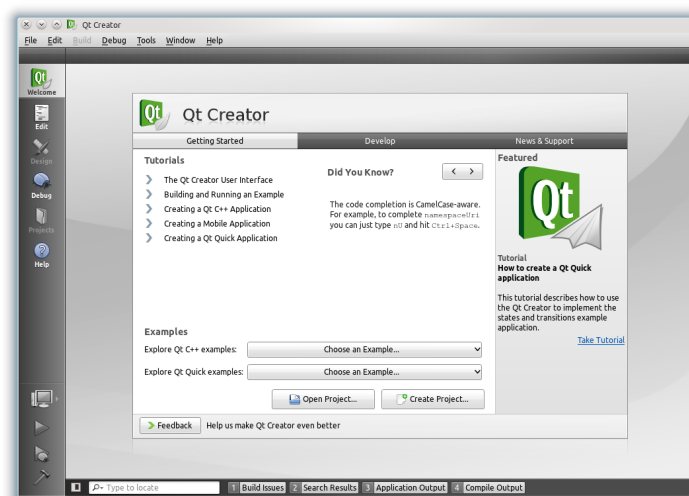 Qt Creator
File Edit Build Debug Tools Window Help
Qt
Welcome
Edit
Design
Debug
Projects
Help
Qt Qt Creator
Getting Started Develop News & Support
Tutorials
The Qt Creator User Interface
Building and Running an Example
Creating a Qt C++ Application
Creating a Mobile Application
Creating a Qt Quick Application
Did You Know?
The code completion is CamelCase-aware.
For example, to complete namespaceUri
you can just type nU and hit Ctrl+Space.
Featured
Qt
Tutorial
How to create a Qt Quick
application
This tutorial describes how to use
the Qt Creator to implement the
states and transitions example
application.
Take Tutorial
Examples
Explore Qt C++ examples: Choose an Example...
Explore Qt Quick examples: Choose an Example...
Open Project... Create Project...
Feedback Help us make Qt Creator even better
Type to locate 1 Build Issues 2 Search Results 3 Application Output 4 Compile Output